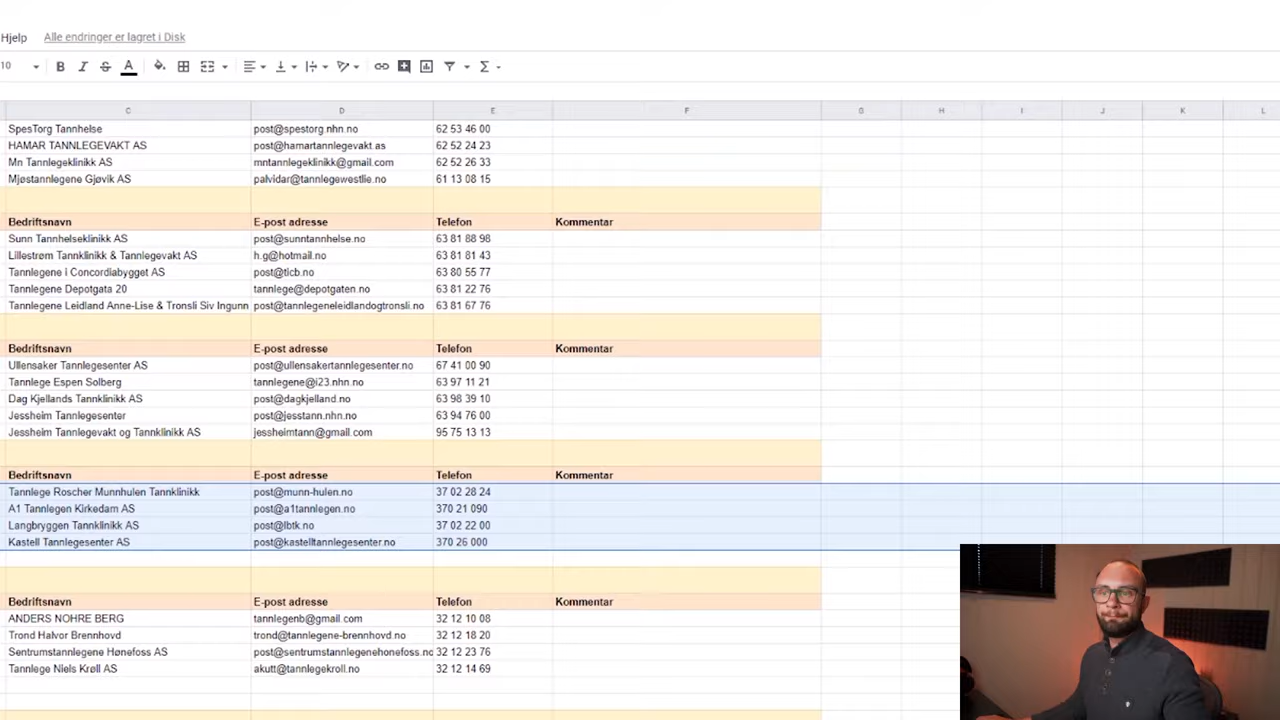 Hjelp Alle endringer er lagret i Disk
10 B I S A Σ
C D E F G H I J K L
SpesTorg Tannhelse post@spestorg.nhn.no 62 53 46 00
HAMAR TANNLEGEVAKT AS post@hamartannlegevakt.as 62 52 24 23
Mn Tannlegeklinikk AS mntannlegeklinikk@gmail.com 62 52 26 33
Mjøstannlegene Gjøvik AS palvidar@tannlegewestlie.no 61 13 08 15
Bedriftsnavn E-post adresse Telefon Kommentar
Sunn Tannhelseklinikk AS post@sunntannhelse.no 63 81 88 98
Lillestrøm Tannklinikk & Tannlegevakt AS h.g@hotmail.no 63 81 81 43
Tannlegene i Concordiabygget AS post@ticb.no 63 80 55 77
Tannlegene Depotgata 20 tannlege@depotgaten.no 63 81 22 76
Tannlegene Leidland Anne-Lise & Tronsli Siv Ingunn post@tannlegeneleidlandogtronsli.no 63 81 67 76
Bedriftsnavn E-post adresse Telefon Kommentar
Ullensaker Tannlegesenter AS post@ullensakertannlegesenter.no 67 41 00 90
Tannlege Espen Solberg tannlegene@i23.nhn.no 63 97 11 21
Dag Kjellands Tannklinikk AS post@dagkjelland.no 63 98 39 10
Jessheim Tannlegesenter post@jesstann.nhn.no 63 94 76 00
Jessheim Tannlegevakt og Tannklinikk AS jessheimtann@gmail.com 95 75 13 13
Bedriftsnavn E-post adresse Telefon Kommentar
Tannlege Roscher Munnhulen Tannklinikk post@munn-hulen.no 37 02 28 24
A1 Tannlegen Kirkedam AS post@a1tannlegen.no 370 21 090
Langbryggen Tannklinikk AS post@lbtk.no 37 02 22 00
Kastell Tannlegesenter AS post@kastelltannlegesenter.no 370 26 000
Bedriftsnavn E-post adresse Telefon Kommentar
ANDERS NOHRE BERG tannlegenb@gmail.com 32 12 10 08
Trond Halvor Brennhovd trond@tannlegene-brennhovd.no 32 12 18 20
Sentrumstannlegene Hønefoss AS post@sentrumstannlegenehonefoss.no 32 12 23 76
Tannlege Niels Krøll AS akutt@tannlegekroll.no 32 12 14 69